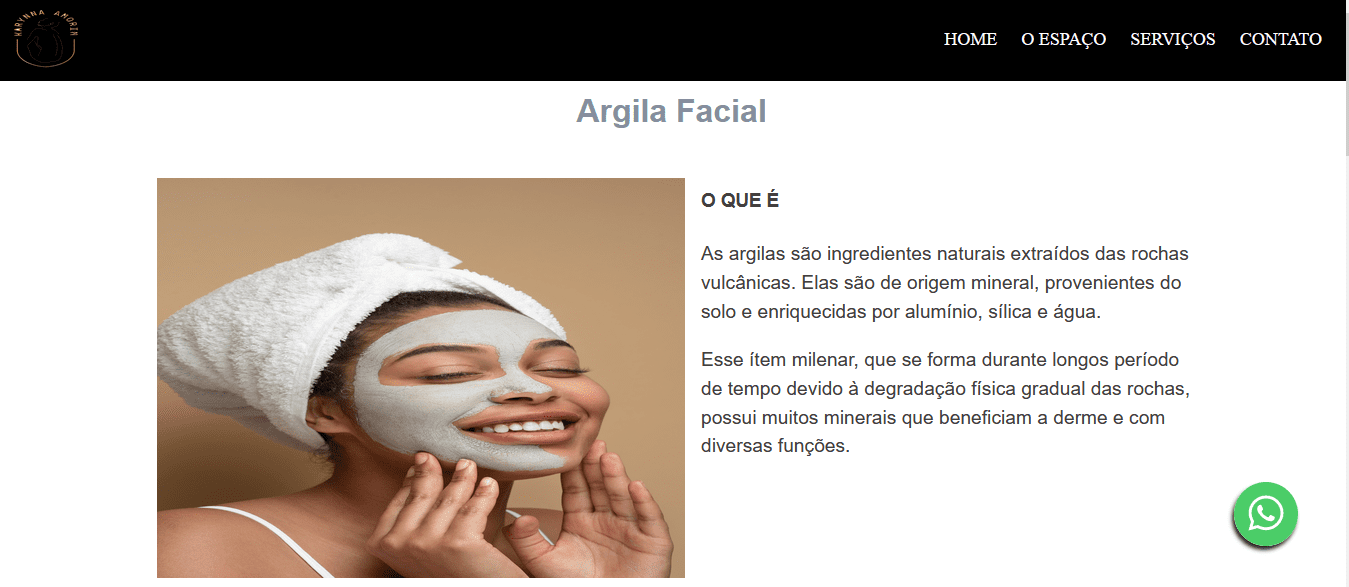 KARYNNA AMORIM
HOME O ESPAÇO SERVIÇOS CONTATO
Argila Facial
O QUE É
As argilas são ingredientes naturais extraídos das rochas
vulcânicas. Elas são de origem mineral, provenientes do
solo e enriquecidas por alumínio, sílica e água.
Esse ítem milenar, que se forma durante longos período
de tempo devido à degradação física gradual das rochas,
possui muitos minerais que beneficiam a derme e com
diversas funções.